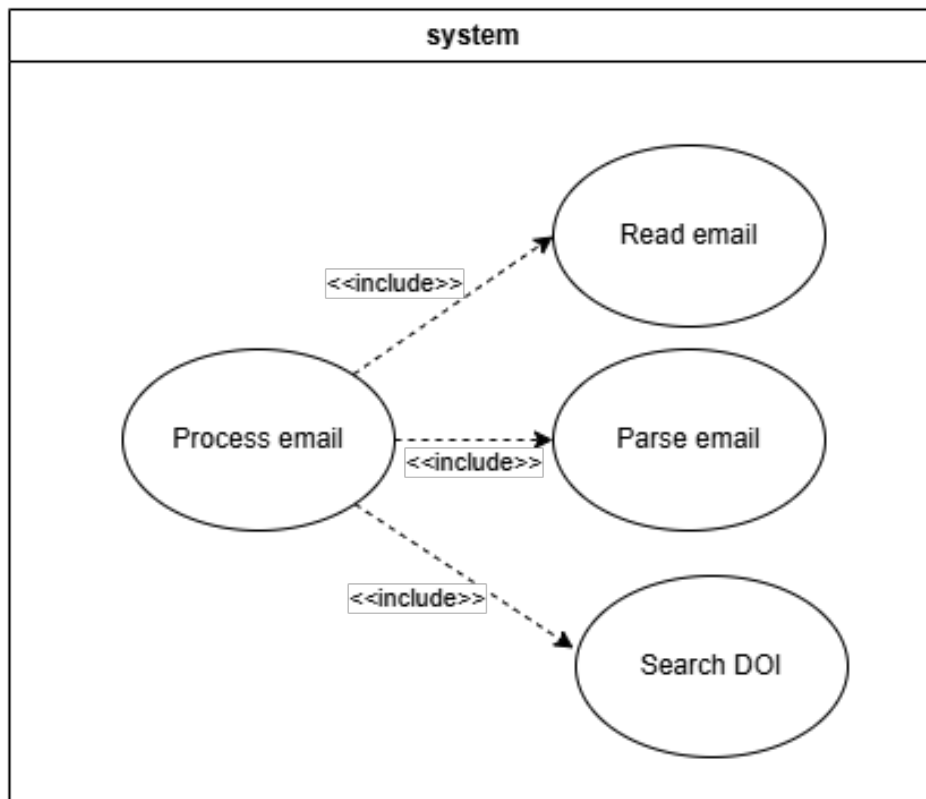 system
Read email
<<include>>
Process email
Parse email
<<include>>
<<include>>
Search DOI